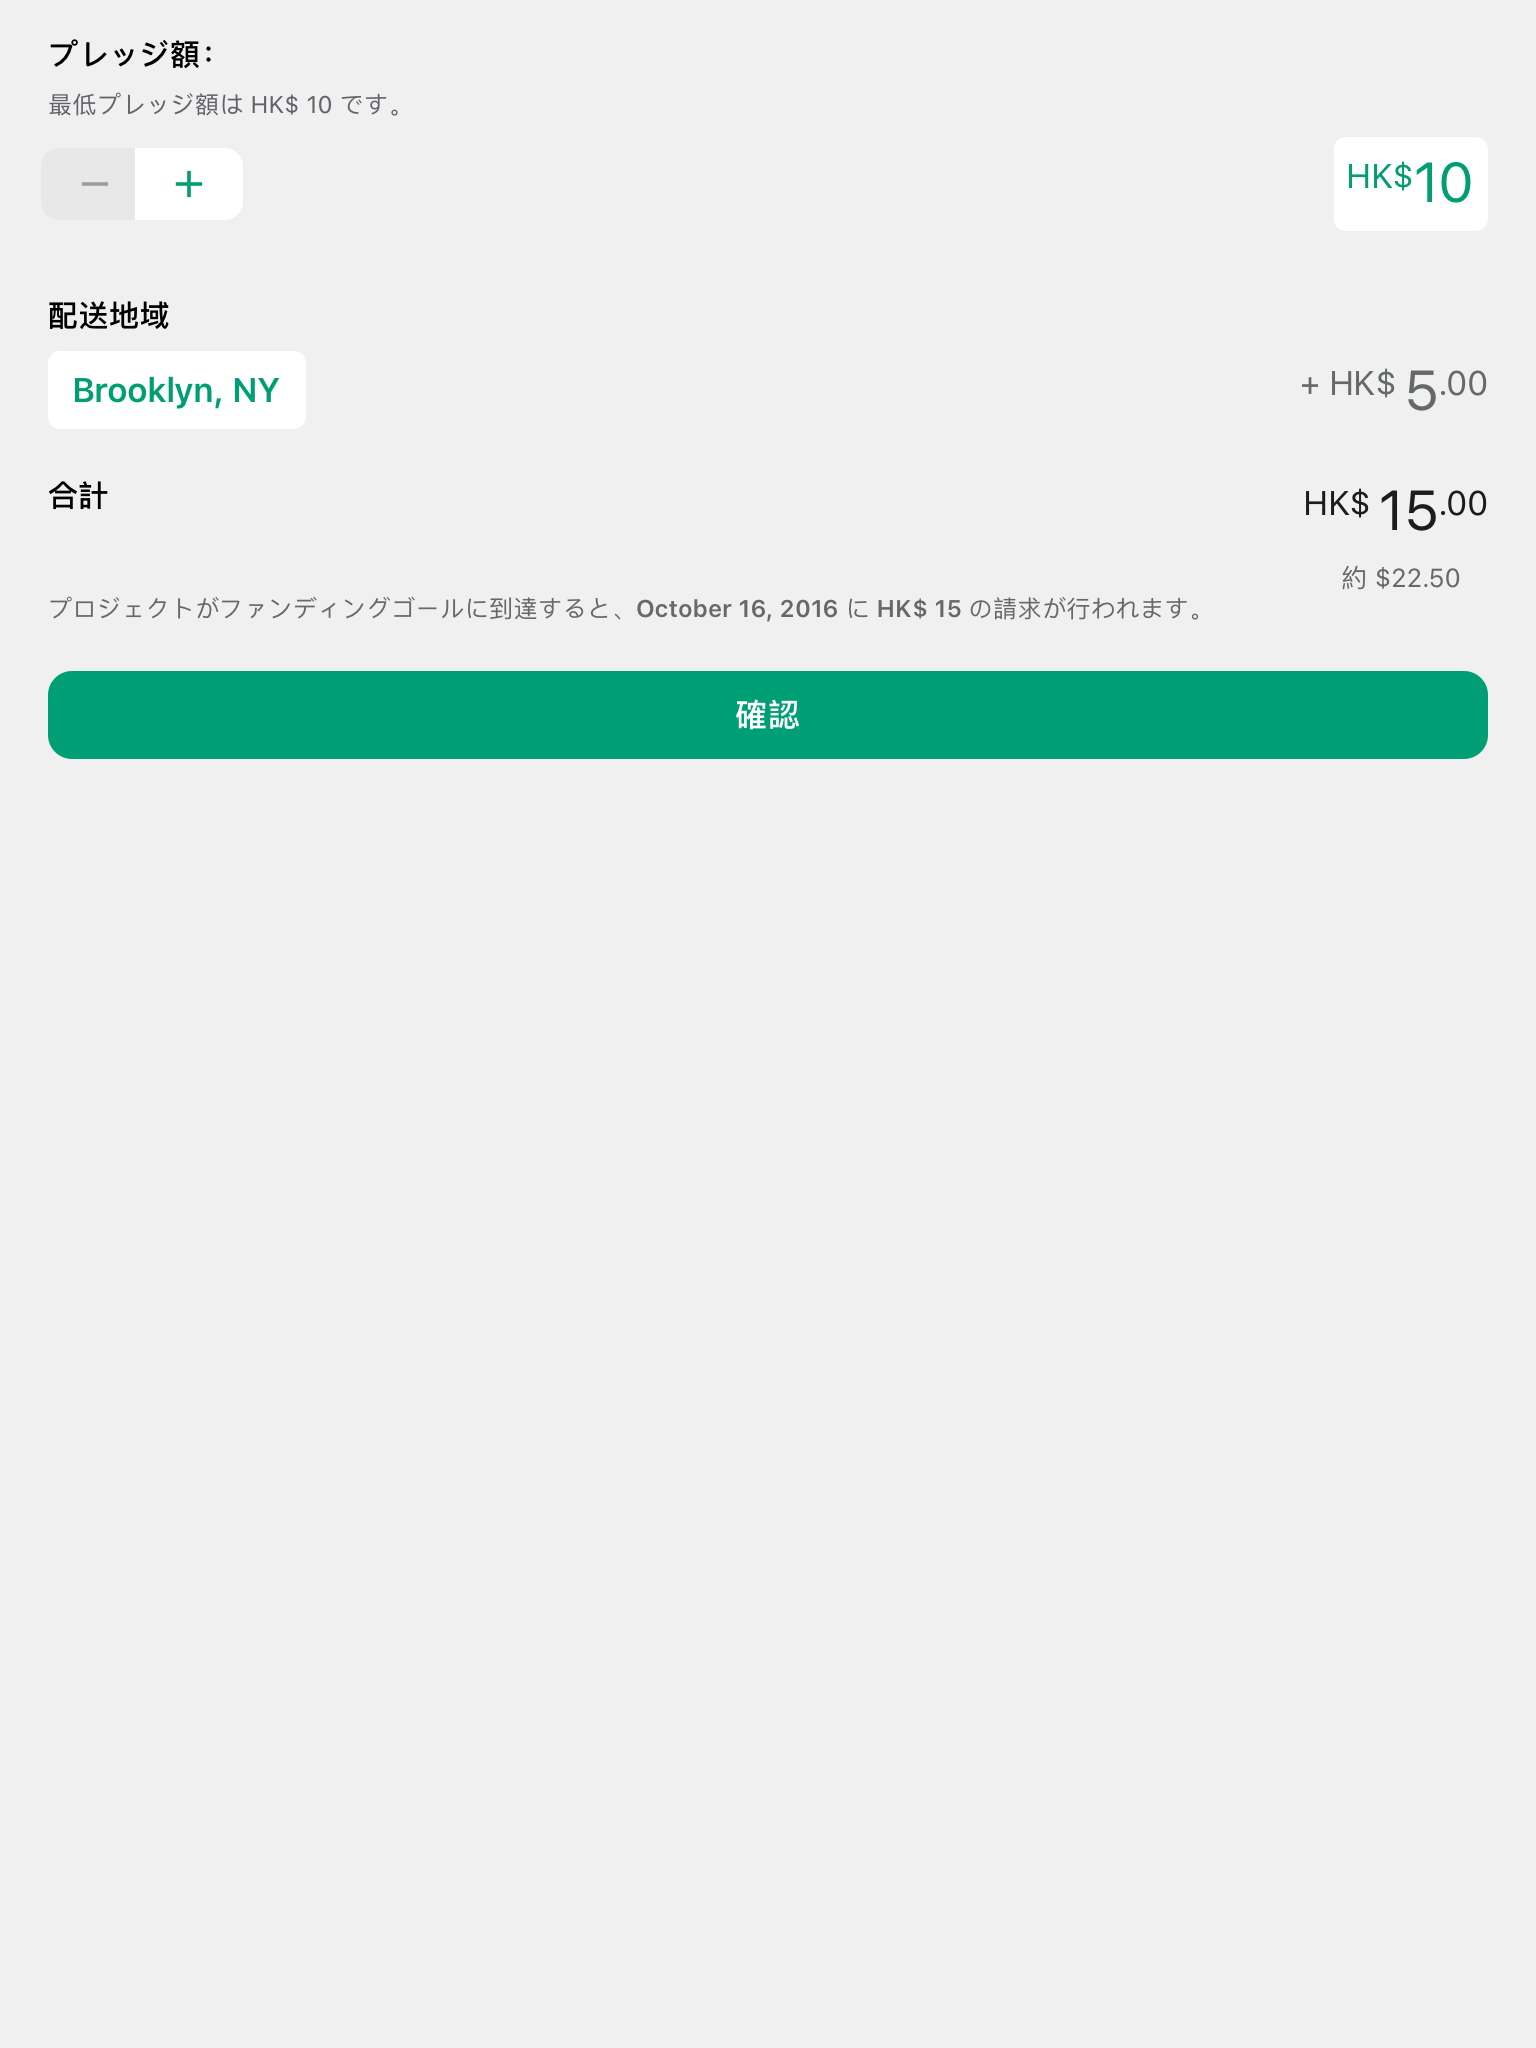 プレッジ額：
最低プレッジ額は HK$ 10 です。
− +
HK$10
配送地域
Brooklyn, NY
+ HK$ 5.00
合計
HK$ 15.00
約 $22.50
プロジェクトがファンディングゴールに到達すると、October 16, 2016 に HK$ 15 の請求が行われます。
確認